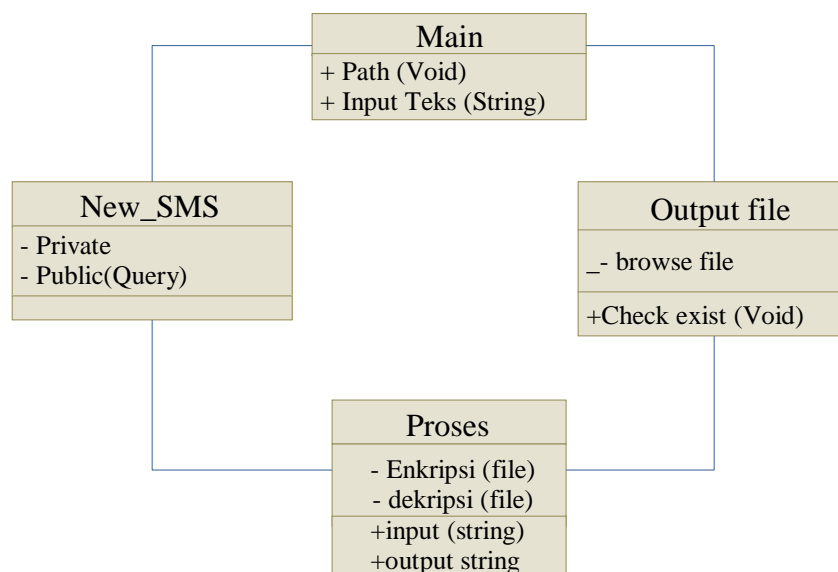 Main
+ Path (Void)
+ Input Teks (String)
New_SMS
- Private
- Public(Query)
Output file
_- browse file
+Check exist (Void)
Proses
- Enkripsi (file)
- dekripsi (file)
+input (string)
+output string